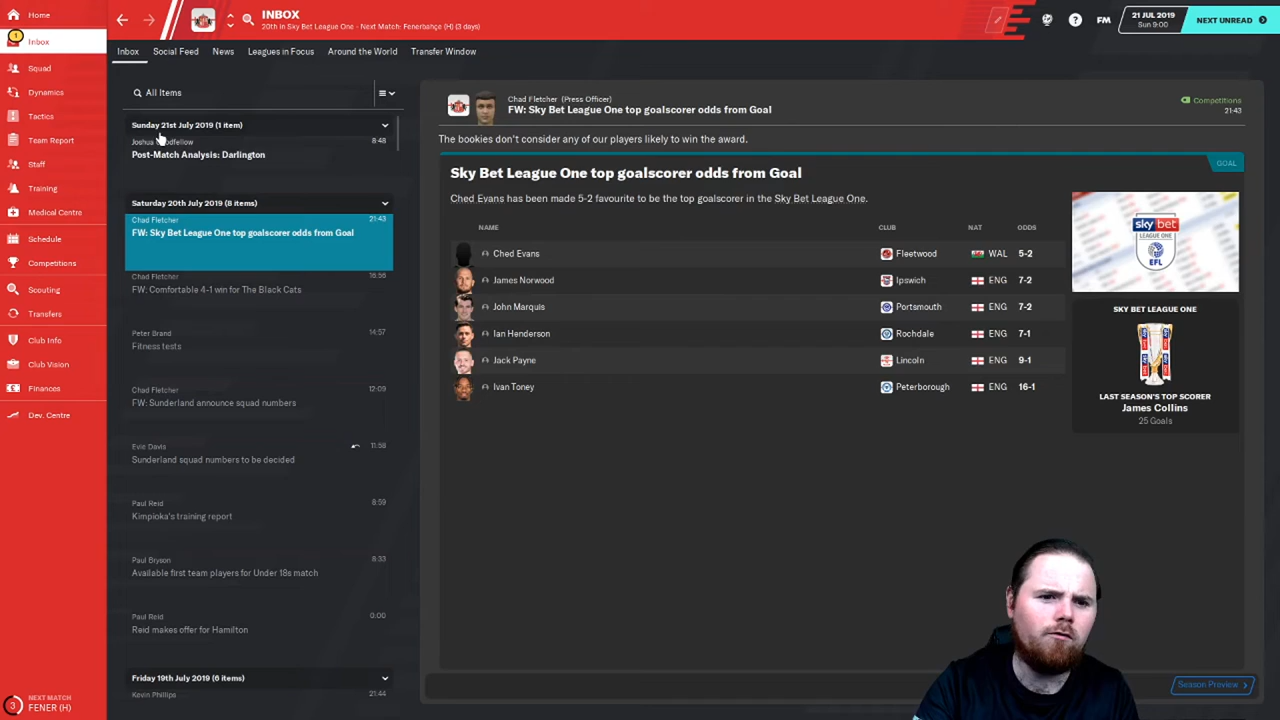 Home
Inbox
1
Squad
Dynamics
Tactics
Team Report
Staff
Training
Medical Centre
Schedule
Competitions
Scouting
Transfers
Club Info
Club Vision
Finances
Dev. Centre
3
NEXT MATCH
FENER (H)
INBOX
20th in Sky Bet League One - Next Match: Fenerbahçe (H) (3 days)
FM
21 JUL 2019
SUN 9:00
NEXT UNREAD
Inbox
Social Feed
News
Leagues in Focus
Around the World
Transfer Window
All Items
Sunday 21st July 2019 (1 item)
Joshua 8:48
Post-Match Analysis: Darlington
Saturday 20th July 2019 (8 items)
Chad Fletcher 21:43
FW: Sky Bet League One top goalscorer odds from Goal
Chad Fletcher 16:56
FW: Comfortable 4-1 win for The Black Cats
Peter Brand 14:57
Fitness tests
Chad Fletcher 12:09
FW: Sunderland announce squad numbers
Evie Davis 11:58
Sunderland squad numbers to be decided
Paul Reid 8:59
Kimpioka's training report
Paul Bryson 8:33
Available first team players for Under 18s match
Paul Reid 0:00
Reid makes offer for Hamilton
Friday 19th July 2019 (6 items)
Kevin Phillips 21:44
Chad Fletcher (Press Officer)
FW: Sky Bet League One top goalscorer odds from Goal
Competitions
21:43
The bookies don't consider any of our players likely to win the award.
GOAL
Sky Bet League One top goalscorer odds from Goal
Ched Evans has been made 5-2 favourite to be the top goalscorer in the Sky Bet League One.
NAME CLUB NAT ODDS
Ched Evans Fleetwood WAL 5-2
James Norwood Ipswich ENG 7-2
John Marquis Portsmouth ENG 7-2
Ian Henderson Rochdale ENG 7-1
Jack Payne Lincoln ENG 9-1
Ivan Toney Peterborough ENG 16-1
sky bet
LEAGUE ONE
EFL
SKY BET LEAGUE ONE
LAST SEASON'S TOP SCORER
James Collins
25 Goals
Season Preview